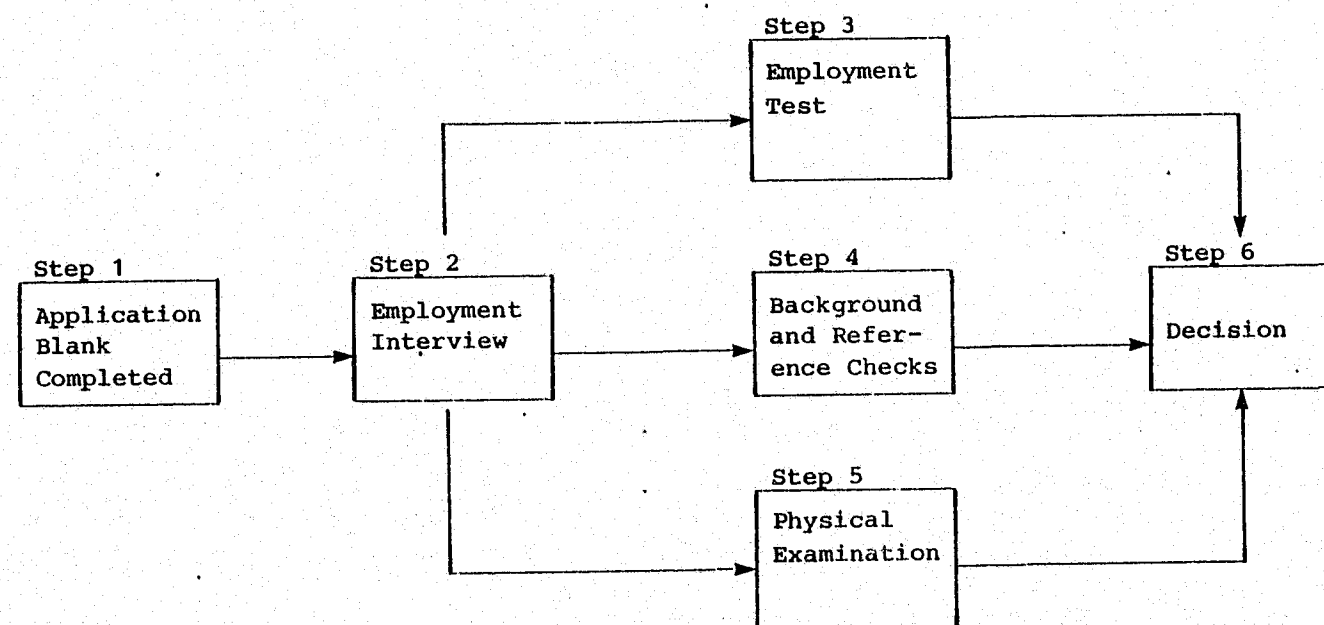 Step 1
Application
Blank
Completed
Step 2
Employment
Interview
Step 3
Employment
Test
Step 4
Background
and Refer-
ence Checks
Step 5
Physical
Examination
Step 6
Decision